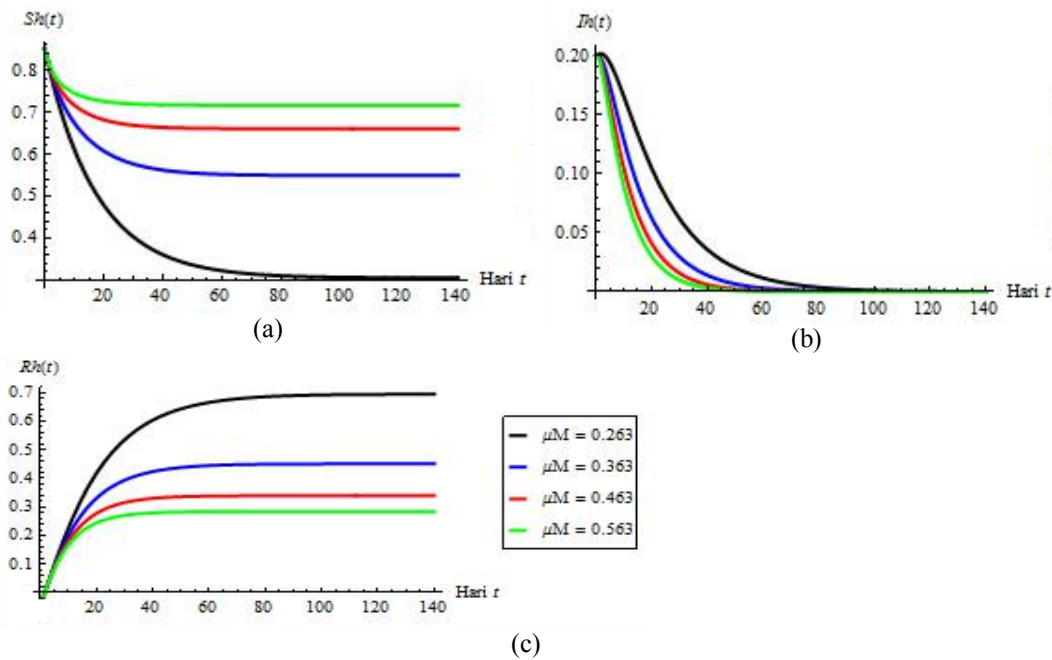 Sh(t)
0.8
0.7
0.6
0.5
0.4
20 40 60 80 100 120 140 Hari t
(a)
Ih(t)
0.20
0.15
0.10
0.05
20 40 60 80 100 120 140 Hari t
(b)
Rh(t)
0.7
0.6
0.5
0.4
0.3
0.2
0.1
20 40 60 80 100 120 140 Hari t
μM = 0.263
μM = 0.363
μM = 0.463
μM = 0.563
(c)